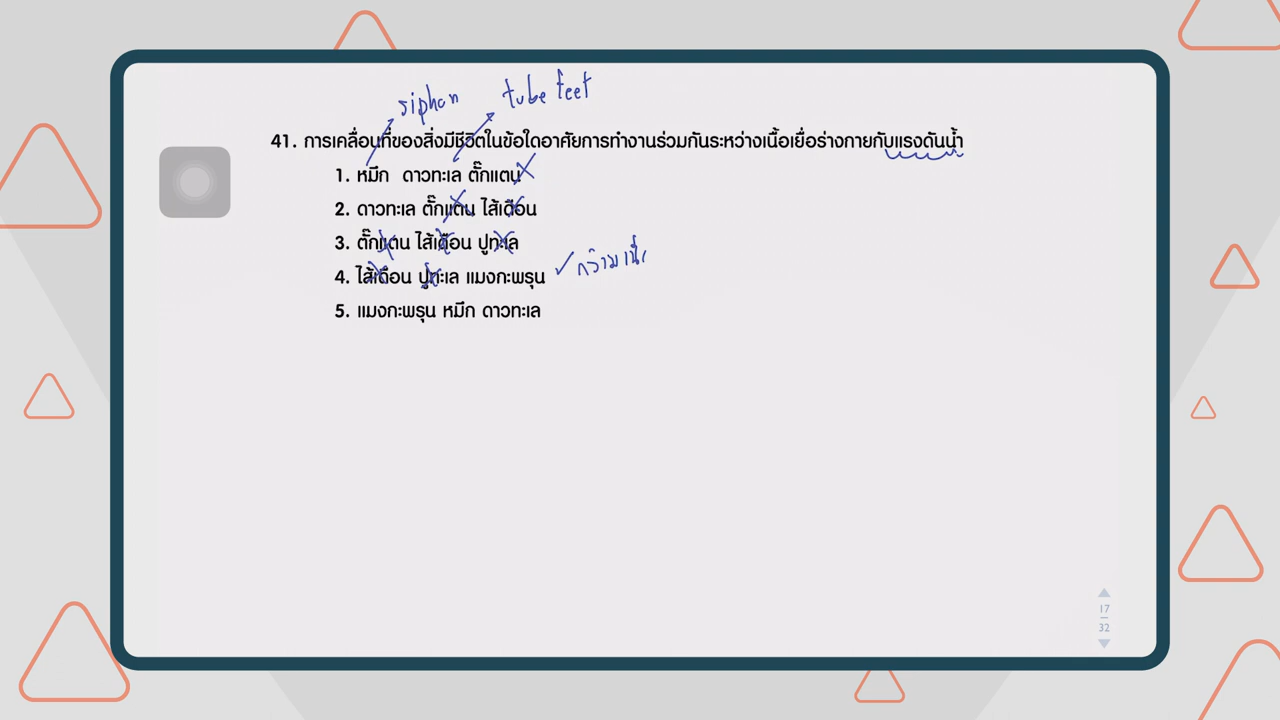 siphon tube feet
41. การเคลื่อนที่ของสิ่งมีชีวิตในข้อใดอาศัยการทำงานร่วมกันระหว่างเนื้อเยื่อร่างกายกับแรงดันน้ำ
1. หมึก ดาวทะเล ตั๊กแตน
2. ดาวทะเล ตั๊กแตน ไส้เดือน
3. ตั๊กแตน ไส้เดือน ปูทะเล
4. ไส้เดือน ปูทะเล แมงกะพรุน
5. แมงกะพรุน หมึก ดาวทะเล
17
32